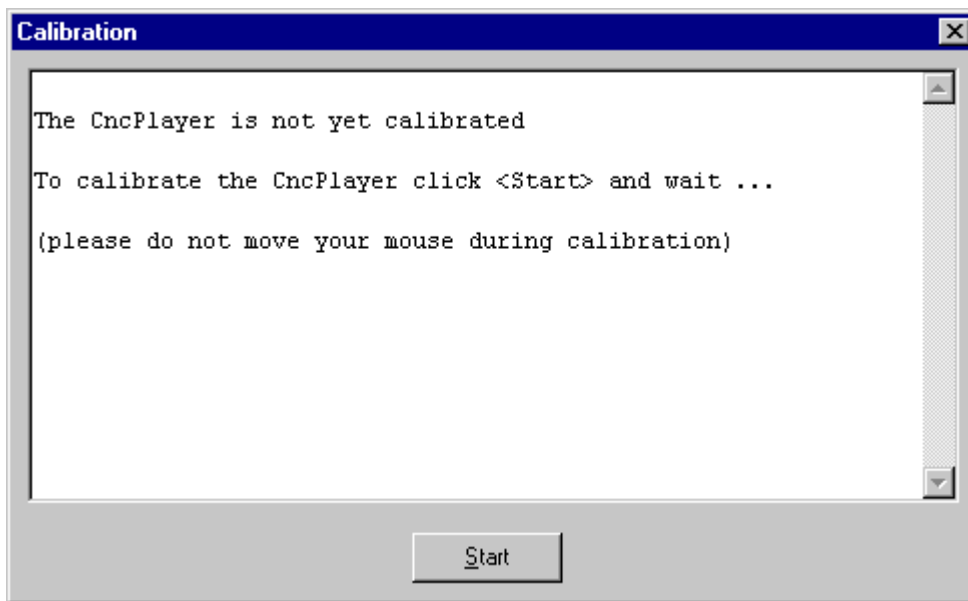 Calibration
The CncPlayer is not yet calibrated
To calibrate the CncPlayer click <Start> and wait ...
(please do not move your mouse during calibration)
Start